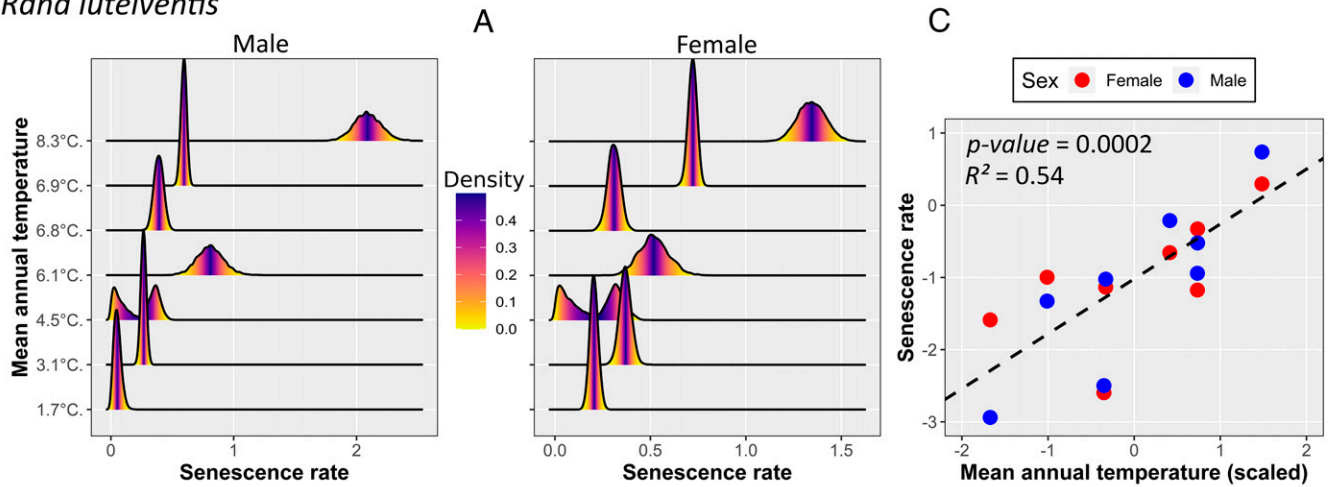 Rana luteiventis
A
C
Male
Female
Mean annual temperature
8.3°C.
6.9°C.
6.8°C.
6.1°C.
4.5°C.
3.1°C.
1.7°C.
0 1 2
Senescence rate
Density
0.4
0.3
0.2
0.1
0.0
0.0 0.5 1.0 1.5
Senescence rate
Sex Female Male
p-value = 0.0002
R² = 0.54
Senescence rate
1
0
-1
-2
-3
-2 -1 0 1 2
Mean annual temperature (scaled)